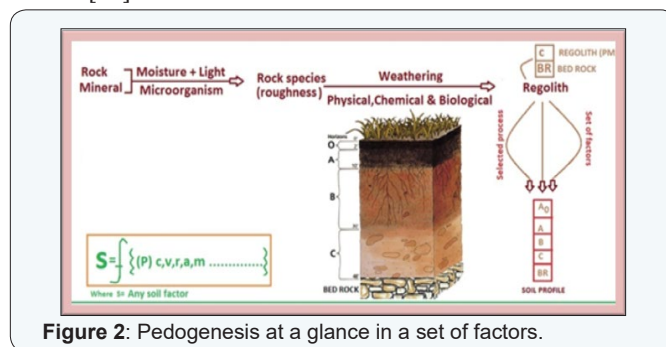 C REGOLITH (PM
BR BED ROCK
Rock
Mineral
Moisture + Light
Microorganism
Rock species
(roughness)
Weathering
Physical,Chemical & Biological
Regolith
Selected process
Set of factors
Horizons
O
A
B
C
BED ROCK
A0
A
B
C
BR
SOIL PROFILE
S=∫{(P) c,v,r,a,m ..............}
Where S= Any soil factor
Figure 2: Pedogenesis at a glance in a set of factors.